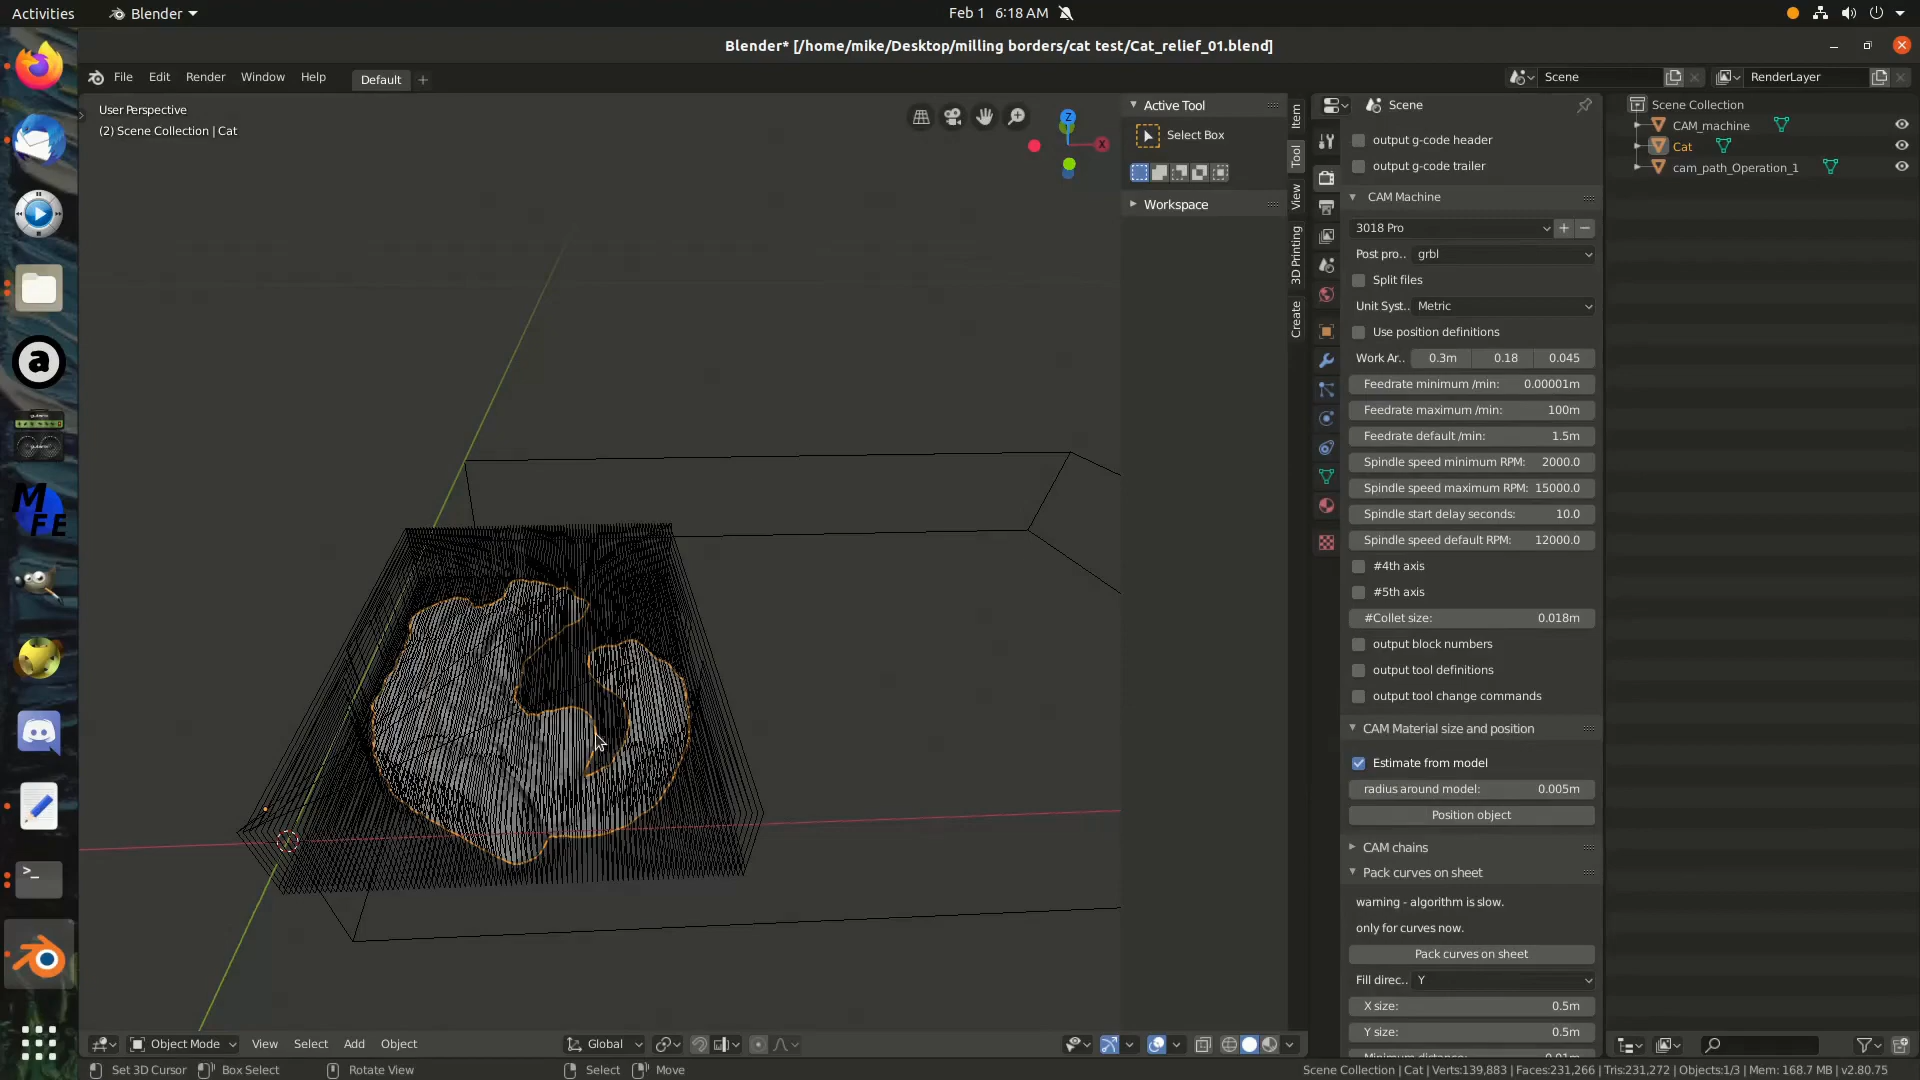 Activities
Blender
Feb 1 6:18 AM
Blender* [/home/mike/Desktop/milling borders/cat test/Cat_relief_01.blend]
File Edit Render Window Help
Default
Scene
RenderLayer
User Perspective
(2) Scene Collection | Cat
Z
X
Active Tool
Select Box
Workspace
Item
Tool
View
3D Printing
Create
Scene
output g-code header
output g-code trailer
CAM Machine
3018 Pro
Post pro.. grbl
Split files
Unit Syst.. Metric
Use position definitions
Work Ar.. 0.3m 0.18 0.045
Feedrate minimum /min: 0.00001m
Feedrate maximum /min: 100m
Feedrate default /min: 1.5m
Spindle speed minimum RPM: 2000.0
Spindle speed maximum RPM: 15000.0
Spindle start delay seconds: 10.0
Spindle speed default RPM: 12000.0
#4th axis
#5th axis
#Collet size: 0.018m
output block numbers
output tool definitions
output tool change commands
CAM Material size and position
Estimate from model
radius around model: 0.005m
Position object
CAM chains
Pack curves on sheet
warning - algorithm is slow.
only for curves now.
Pack curves on sheet
Fill direc.. Y
X size: 0.5m
Y size: 0.5m
Scene Collection
CAM_machine
Cat
cam_path_Operation_1
a
M
FE
>_
Object Mode View Select Add Object
Global
Set 3D Cursor Box Select Rotate View Select Move
Scene Collection | Cat | Verts:139,883 | Faces:231,266 | Tris:231,272 | Objects:1/3 | Mem: 168.7 MB | v2.80.75